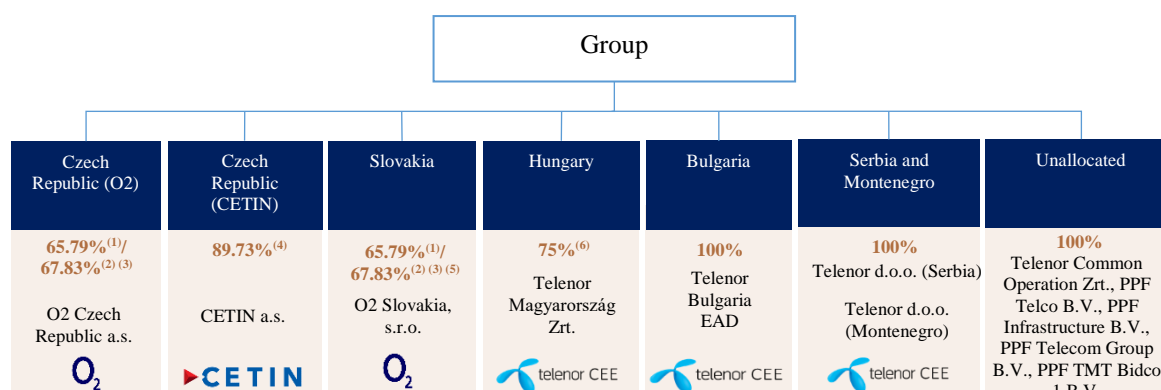 Group
Czech
Republic (O2)
Czech
Republic
(CETIN)
Slovakia
Hungary
Bulgaria
Serbia and
Montenegro
Unallocated
65.79%(1)/
67.83%(2) (3)
O2 Czech
Republic a.s.
O2
89.73%(4)
CETIN a.s.
CETIN
65.79%(1)/
67.83%(2) (3) (5)
O2 Slovakia,
s.r.o.
O2
75%(6)
Telenor
Magyarország
Zrt.
telenor CEE
100%
Telenor
Bulgaria
EAD
telenor CEE
100%
Telenor d.o.o. (Serbia)
Telenor d.o.o.
(Montenegro)
telenor CEE
100%
Telenor Common
Operation Zrt., PPF
Telco B.V., PPF
Infrastructure B.V.,
PPF Telecom Group
B.V., PPF TMT Bidco
1 B.V.